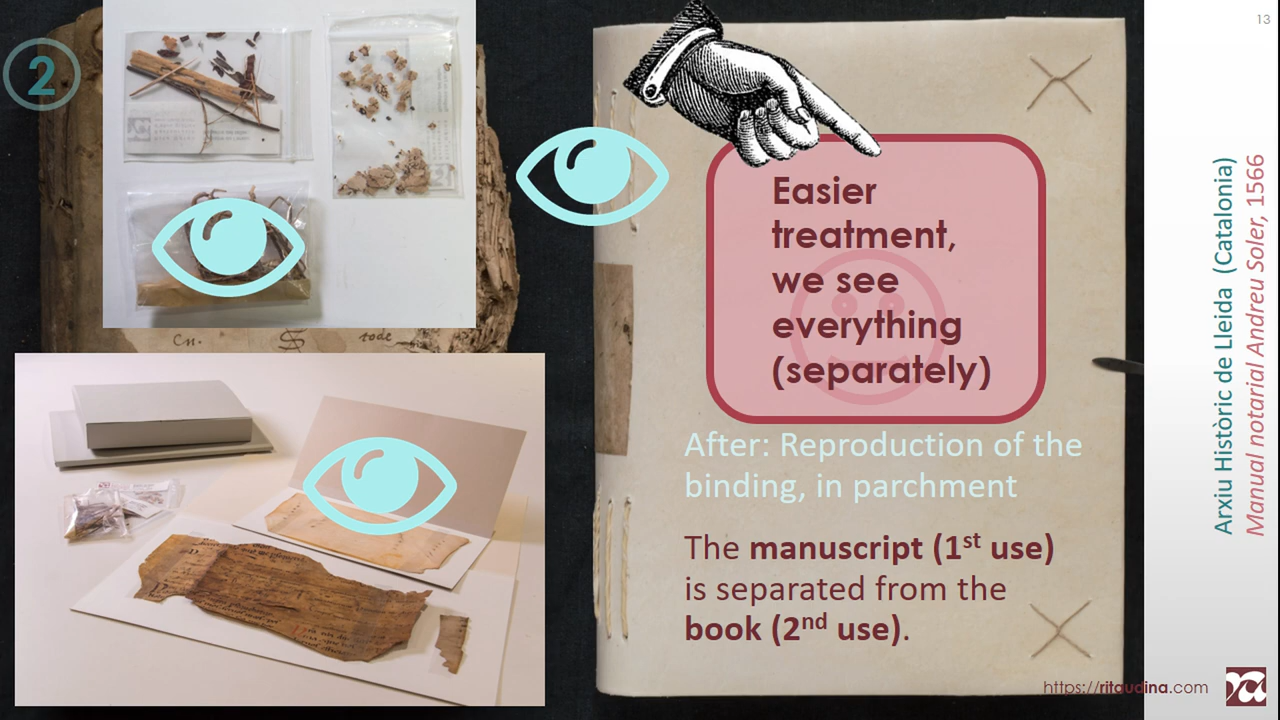 13
2
Easier
treatment,
we see
everything
(separately)
After: Reproduction of the
binding, in parchment
The manuscript (1st use)
is separated from the
book (2nd use).
Arxiu Històric de Lleida (Catalonia)
Manual notarial Andreu Soler, 1566
https://ritaudina.com